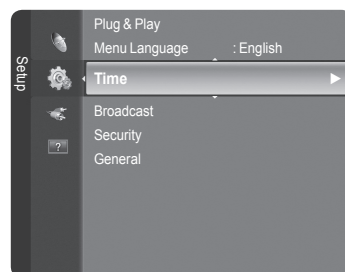 Setup
Plug & Play
Menu Language : English
Time
Broadcast
Security
General
?